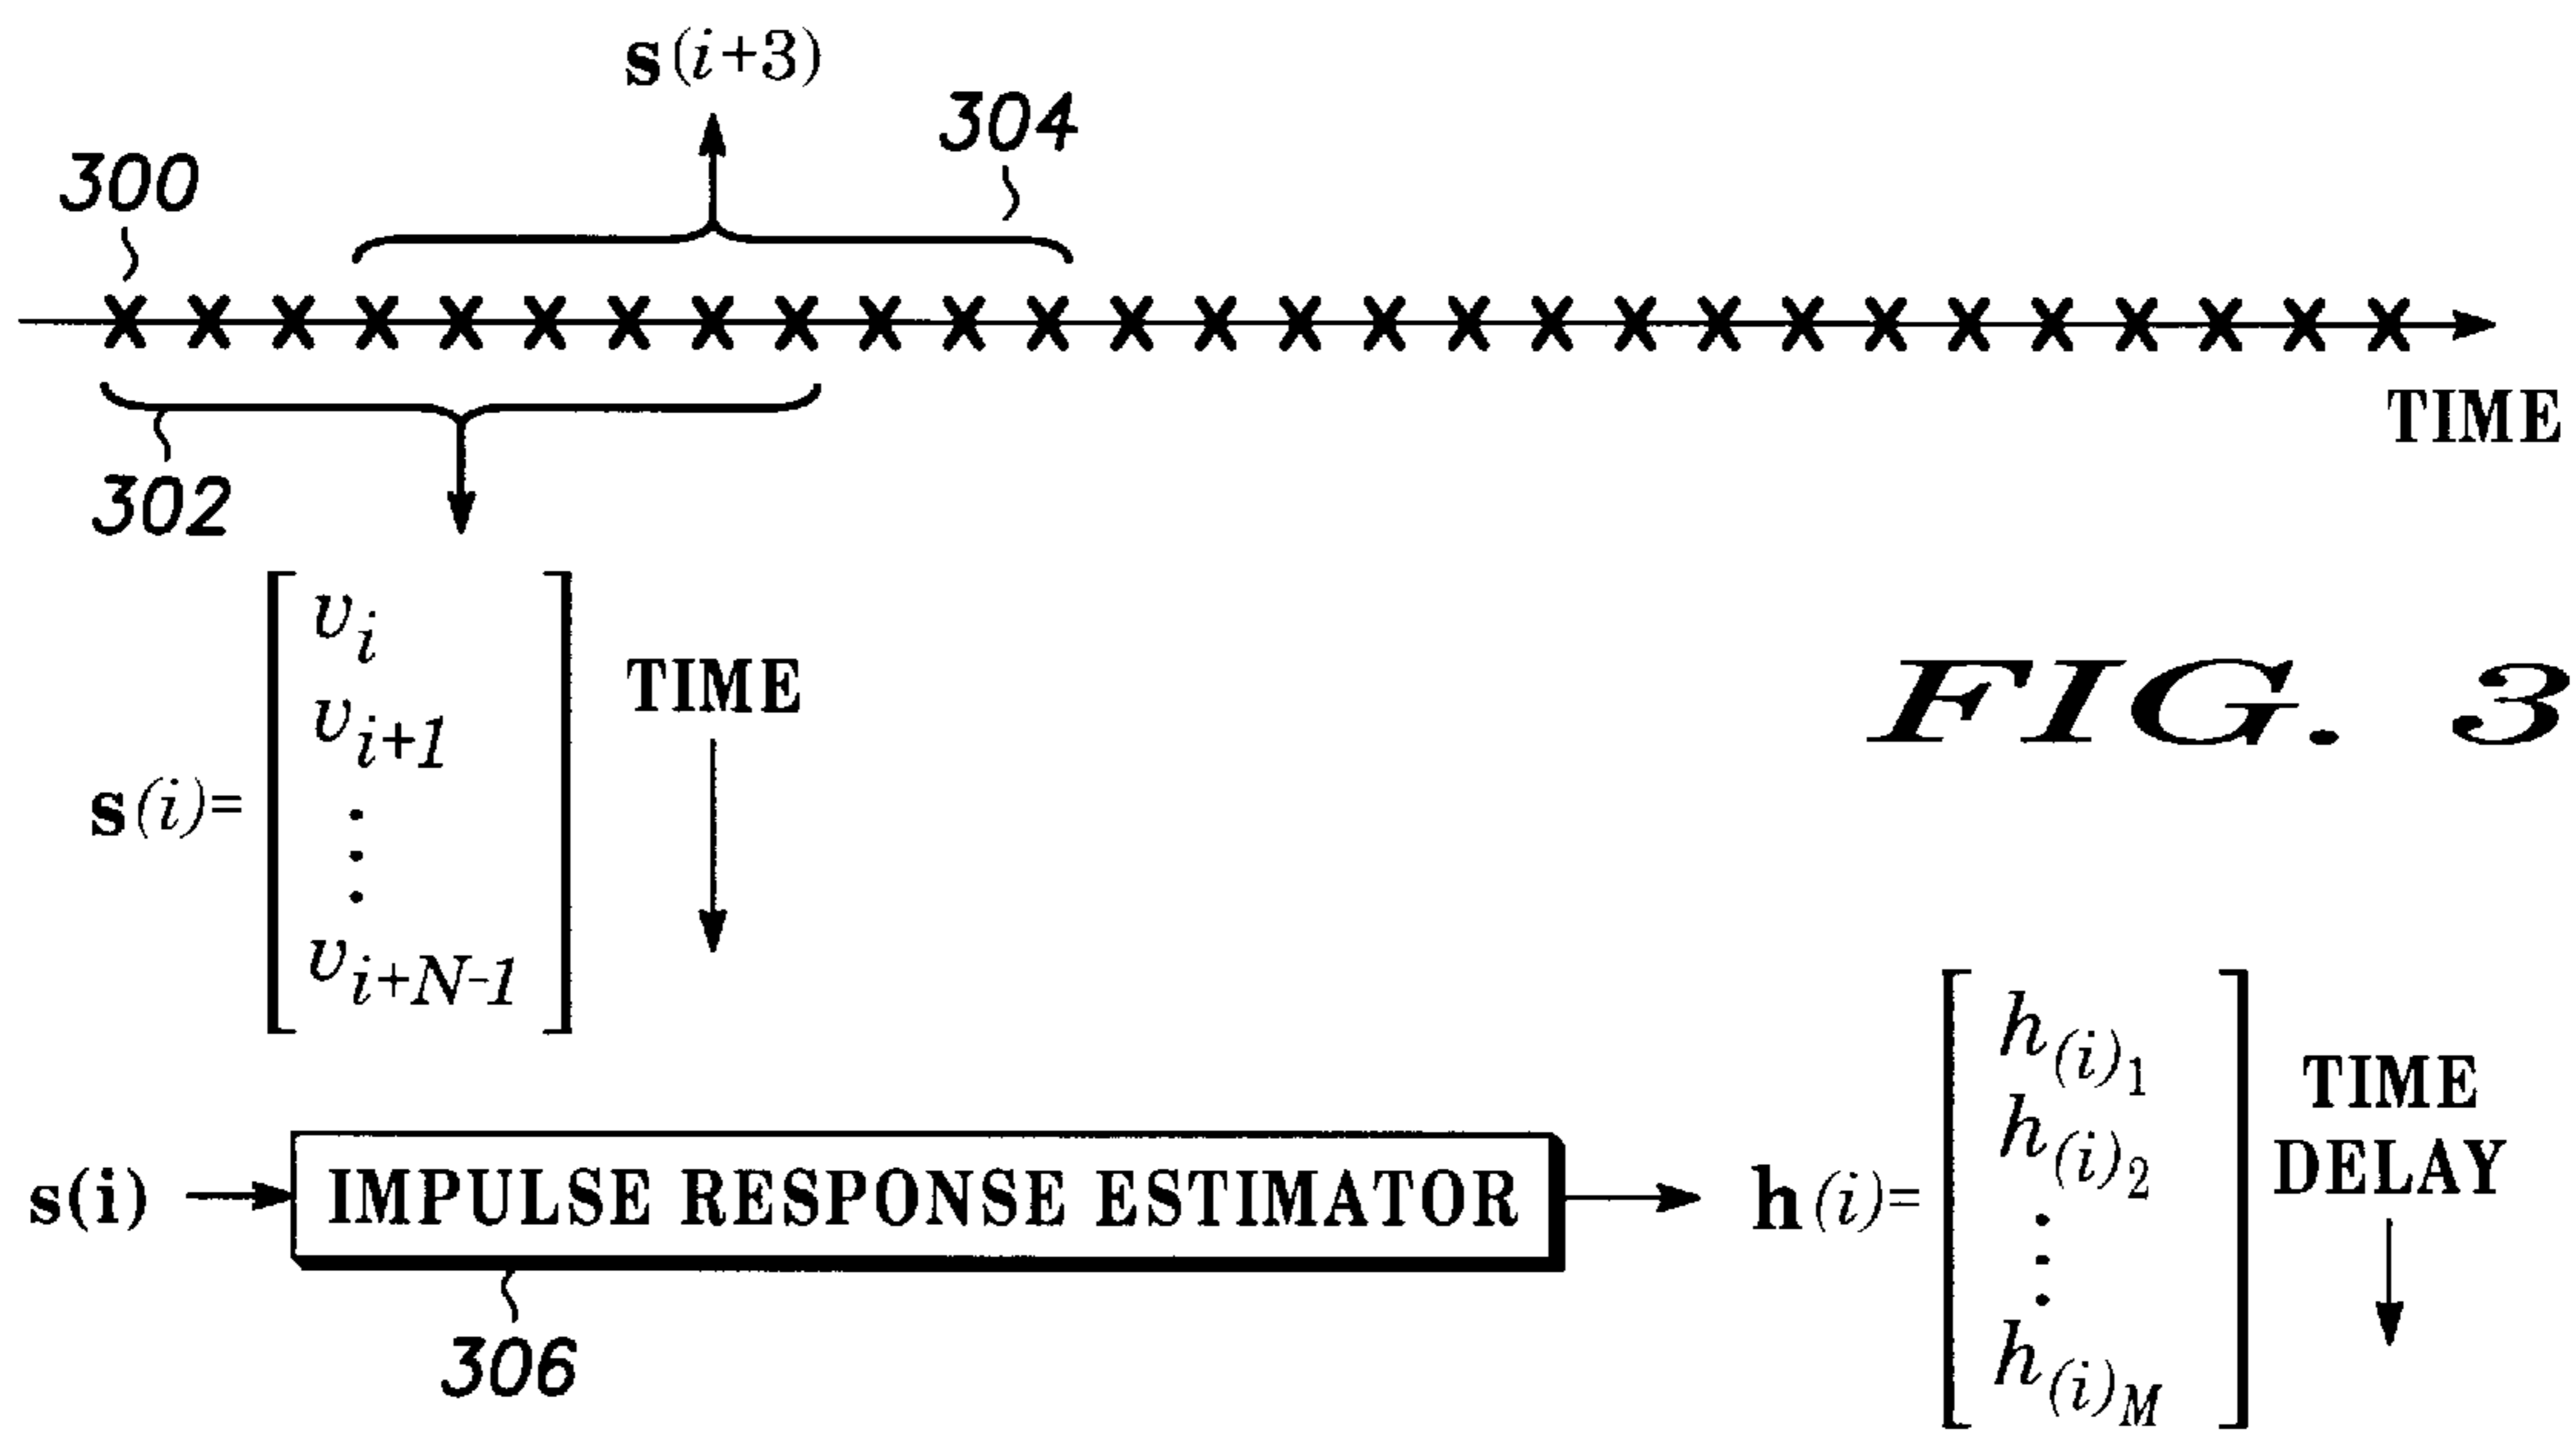 s(i+3)
304
300
X X X X X X X X X X X X X X X X X X X X X X X X X X X X
TIME
302
v_i
v_{i+1}
TIME
s(i)=
⋮
v_{i+N-1}
FIG. 3
h_{(i)_1}
h_{(i)_2}
TIME
DELAY
s(i)
IMPULSE RESPONSE ESTIMATOR
h(i)=
⋮
h_{(i)_M}
306